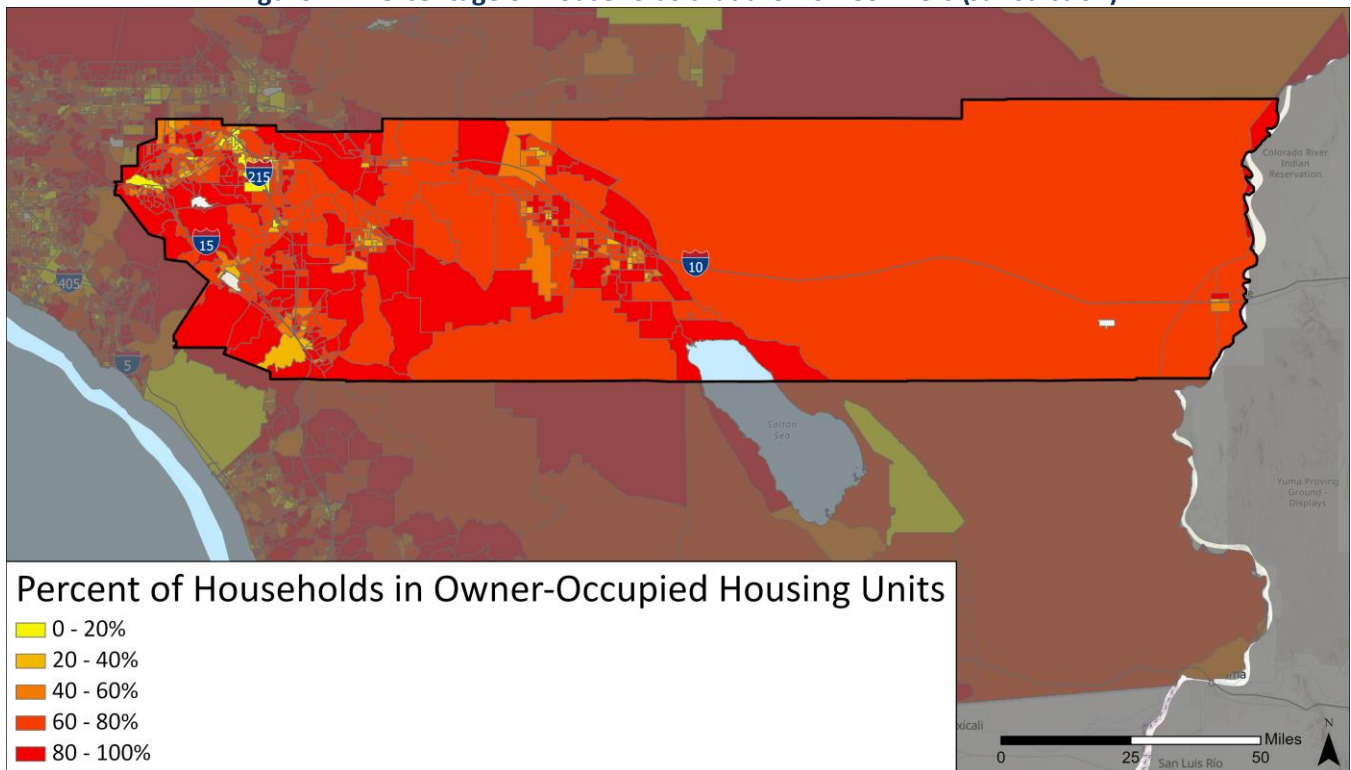 215
Colorado River
Indian
Reservation
15
10
405
5
Salton
Sea
Yuma Proving
Ground -
Displays
Percent of Households in Owner-Occupied Housing Units
0 - 20%
20 - 40%
40 - 60%
60 - 80%
80 - 100%
xicali
N
Miles
0
25
50
San Luis Río